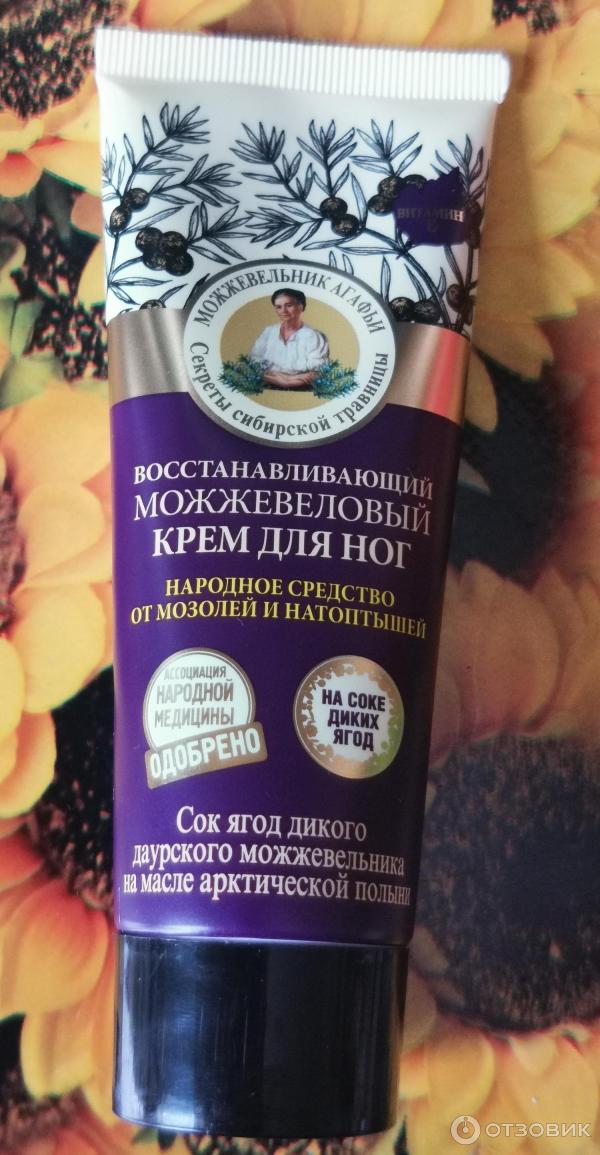 ВИТАМИН
Е
МОЖЖЕВЕЛЬНИК АГАФЬИ
Секреты сибирской травницы
ВОССТАНАВЛИВАЮЩИЙ
МОЖЖЕВЕЛОВЫЙ
КРЕМ ДЛЯ НОГ
НАРОДНОЕ СРЕДСТВО
ОТ МОЗОЛЕЙ И НАТОПТЫШЕЙ
АССОЦИАЦИЯ
НАРОДНОЙ
МЕДИЦИНЫ
ОДОБРЕНО
НА СОКЕ
ДИКИХ
ЯГОД
Сок ягод дикого
даурского можжевельника
на масле арктической полыни
ОТЗОВИК